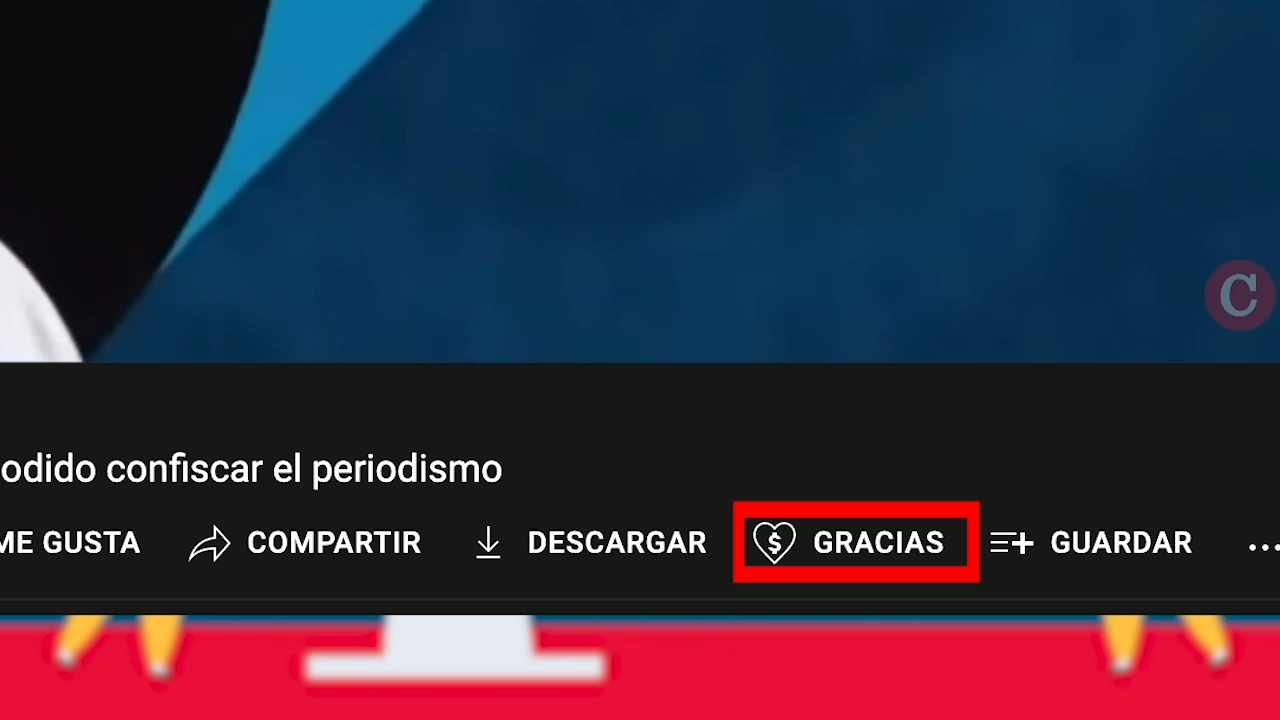 C
odido confiscar el periodismo
ME GUSTA COMPARTIR DESCARGAR $ GRACIAS GUARDAR ...